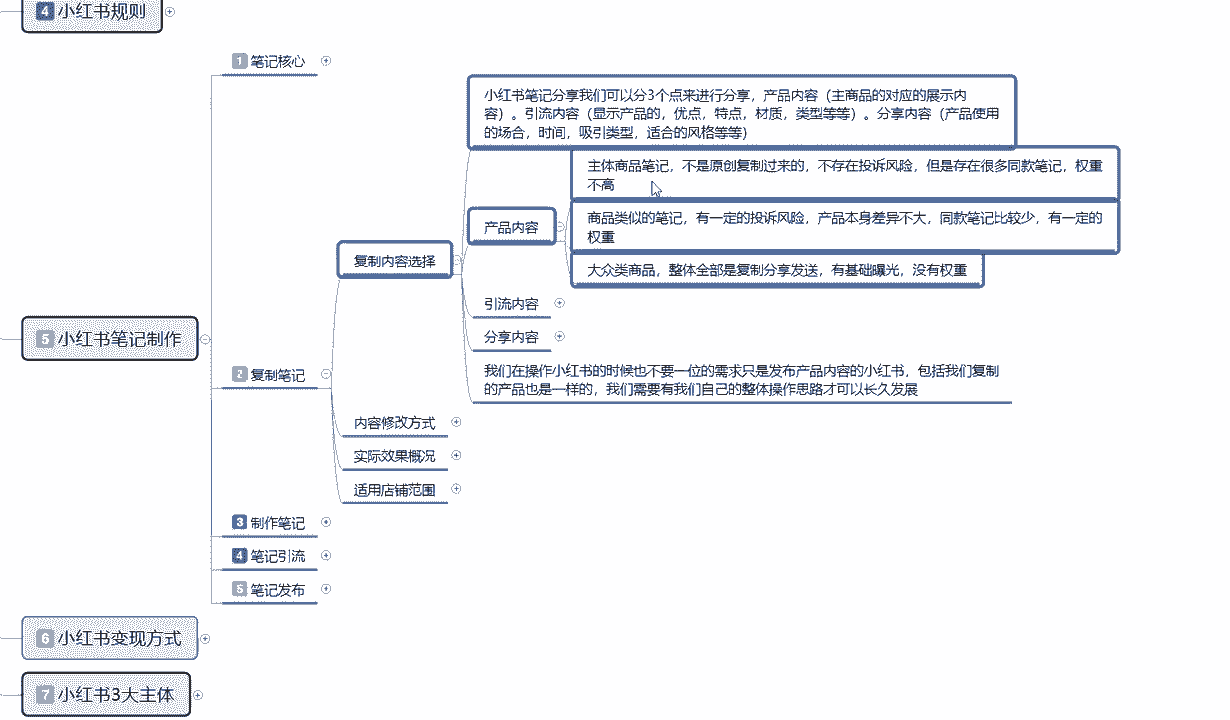 4 小红书规则
1 笔记核心
小红书笔记分享我们可以分3个点来进行分享，产品内容（主商品的对应的展示内
容）。引流内容（显示产品的，优点，特点，材质，类型等等）。分享内容（产品使用
的场合，时间，吸引类型，适合的风格等等）
主体商品笔记，不是原创复制过来的，不存在投诉风险，但是存在很多同款笔记，权重
不高
产品内容
商品类似的笔记，有一定的投诉风险，产品本身差异不大，同款笔记比较少，有一定的
权重
复制内容选择
大众类商品，整体全部是复制分享发送，有基础曝光，没有权重
引流内容
分享内容
5 小红书笔记制作
2 复制笔记
我们在操作小红书的时候也不要一位的需求只是发布产品内容的小红书，包括我们复制
的产品也是一样的，我们需要有我们自己的整体操作思路才可以长久发展
内容修改方式
实际效果概况
适用店铺范围
3 制作笔记
4 笔记引流
5 笔记发布
6 小红书变现方式
7 小红书3大主体